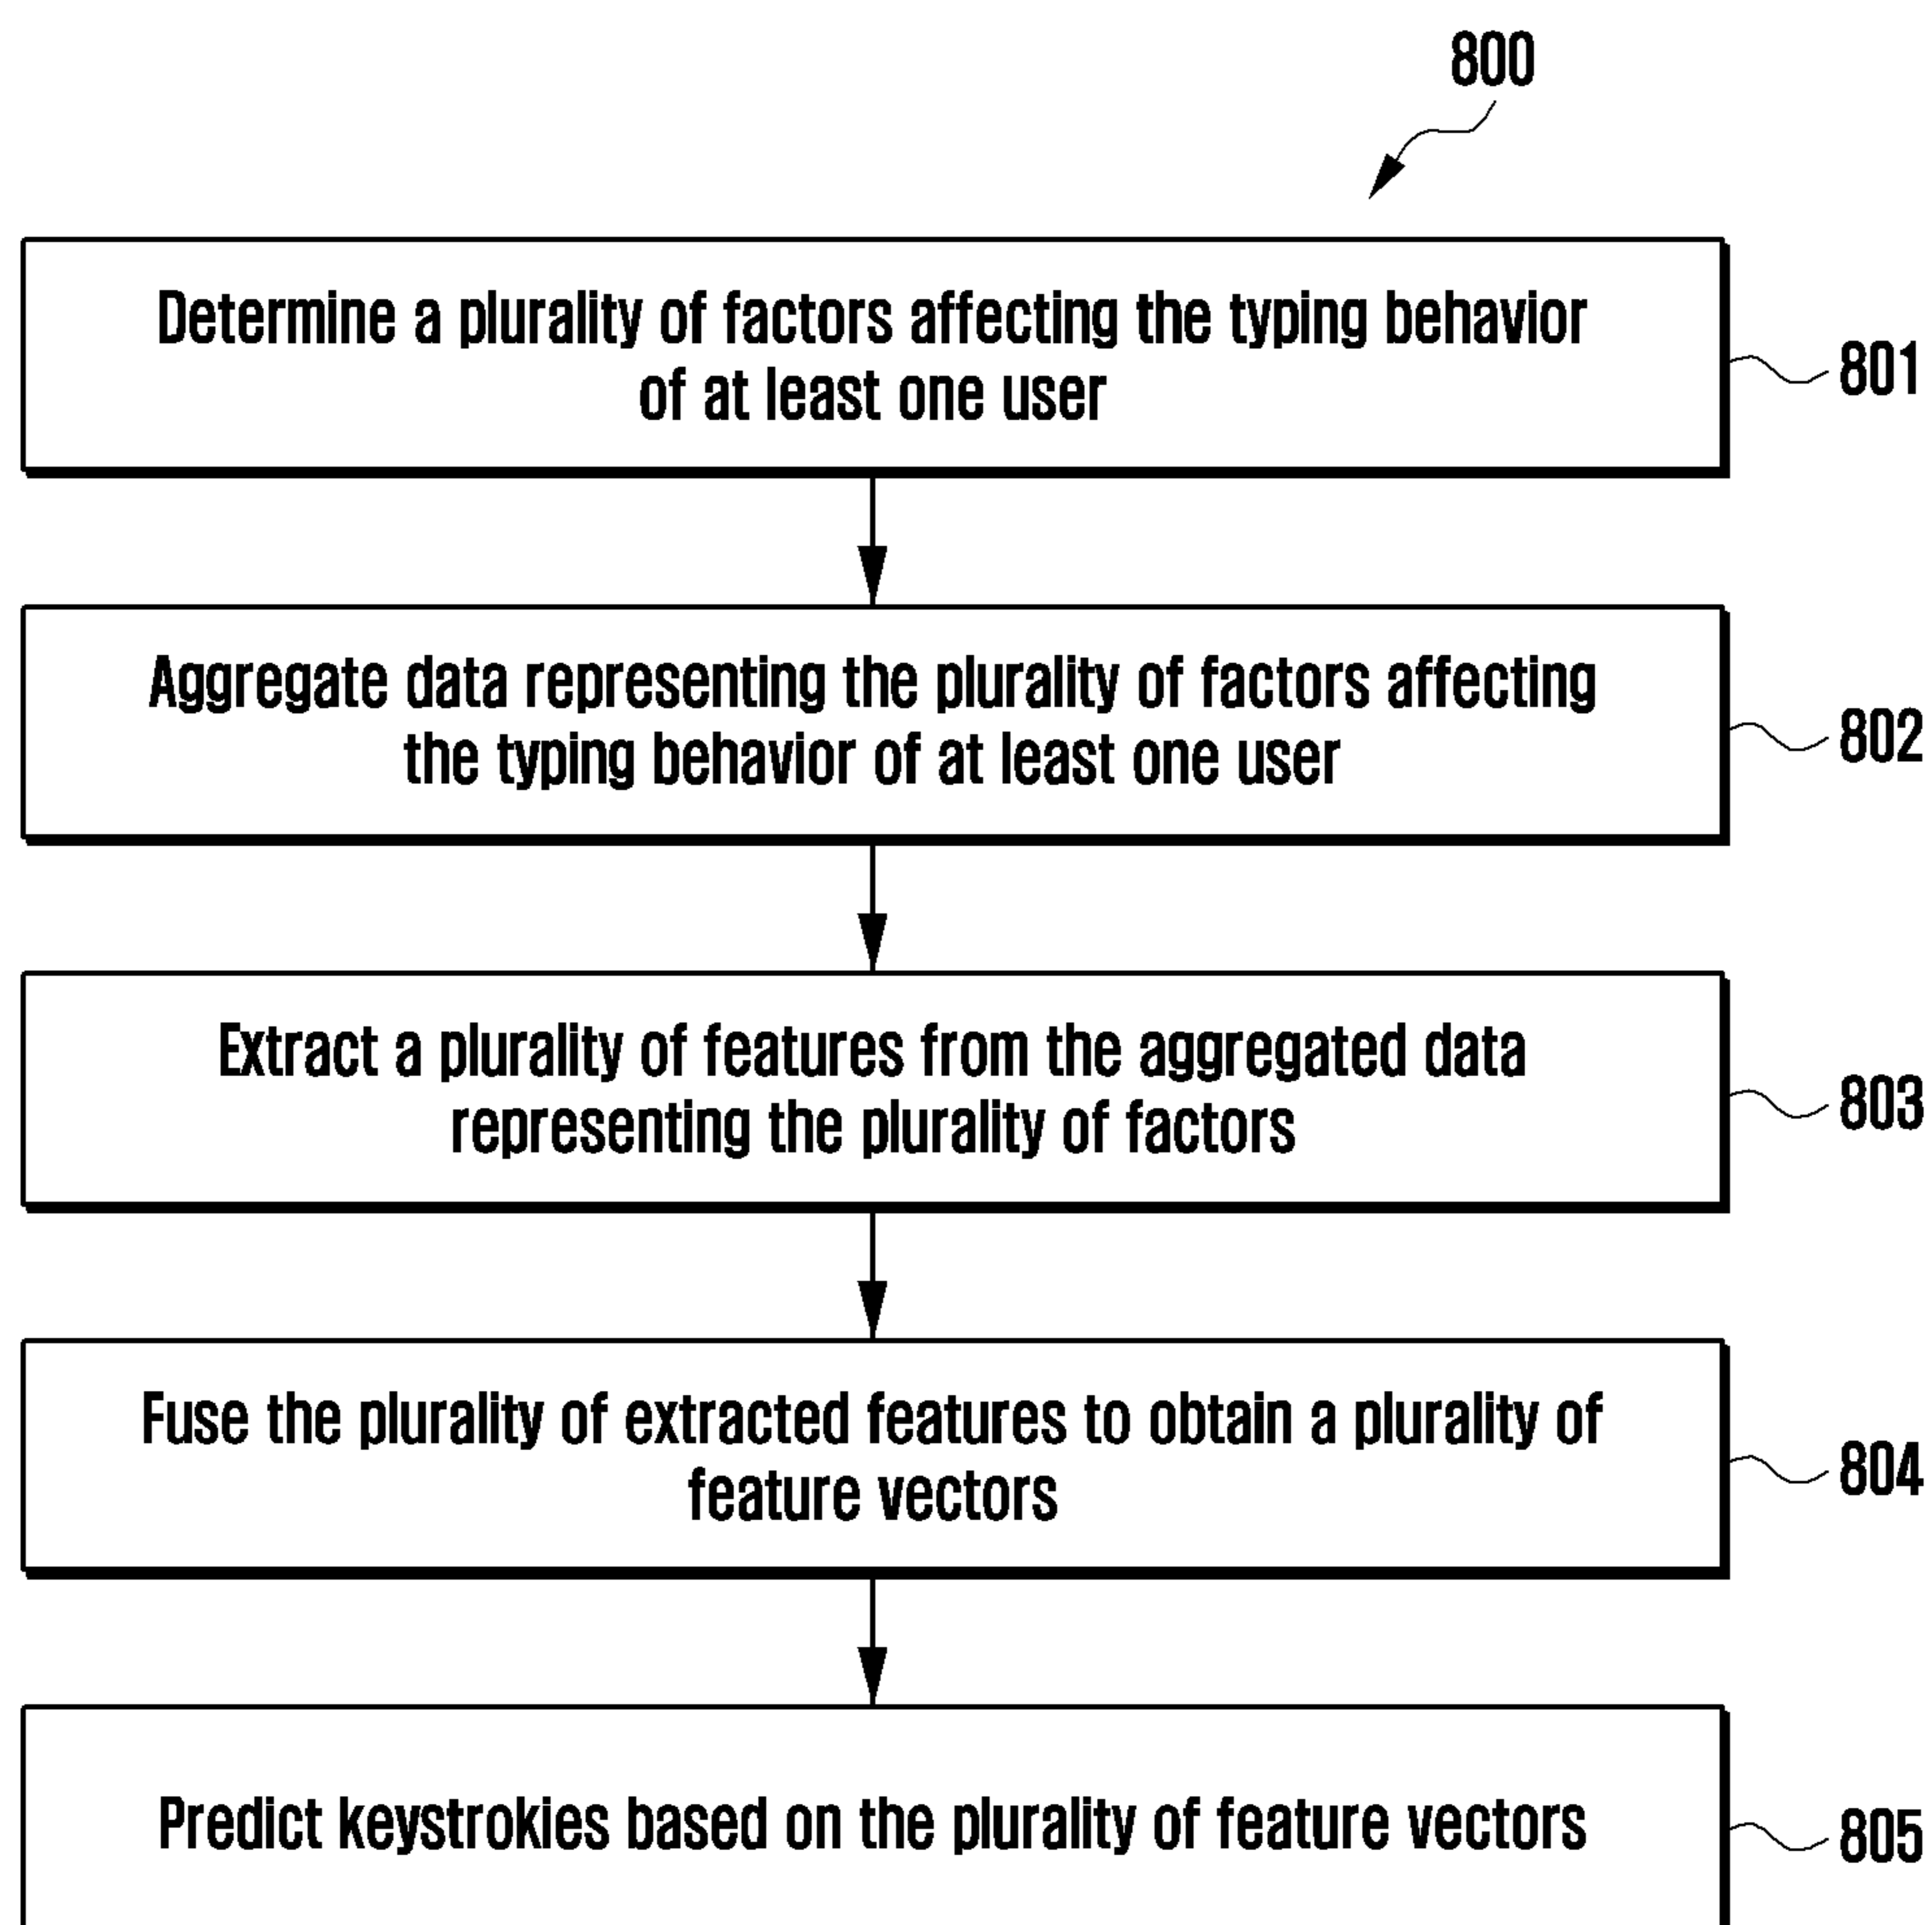 800
Determine a plurality of factors affecting the typing behavior
of at least one user
801
Aggregate data representing the plurality of factors affecting
the typing behavior of at least one user
802
Extract a plurality of features from the aggregated data
representing the plurality of factors
803
Fuse the plurality of extracted features to obtain a plurality of
feature vectors
804
Predict keystrokies based on the plurality of feature vectors
805